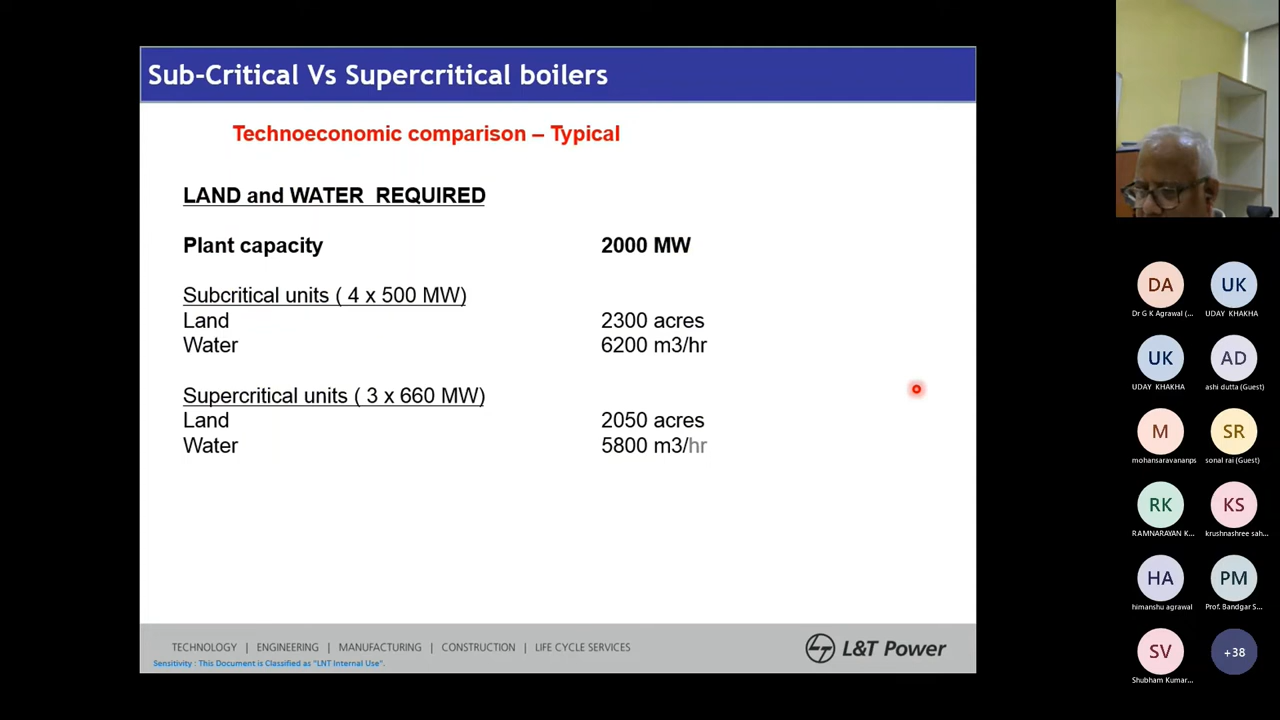 Sub-Critical Vs Supercritical boilers
Technoeconomic comparison – Typical
LAND and WATER REQUIRED
Plant capacity 2000 MW
Subcritical units ( 4 x 500 MW)
Land 2300 acres
Water 6200 m3/hr
Supercritical units ( 3 x 660 MW)
Land 2050 acres
Water 5800 m3/hr
TECHNOLOGY | ENGINEERING | MANUFACTURING | CONSTRUCTION | LIFE CYCLE SERVICES
Sensitivity : This Document is Classified as "LNT Internal Use".
L&T Power
DA UK
Dr G K Agrawal (... UDAY KHAKHA
UK AD
UDAY KHAKHA ashi dutta (Guest)
M SR
mohansaravananps sonal rai (Guest)
RK KS
RAMNARAYAN K... krushnashree sah...
HA PM
himanshu agrawal Prof. Bandgar S...
SV +38
Shubham Kumar...